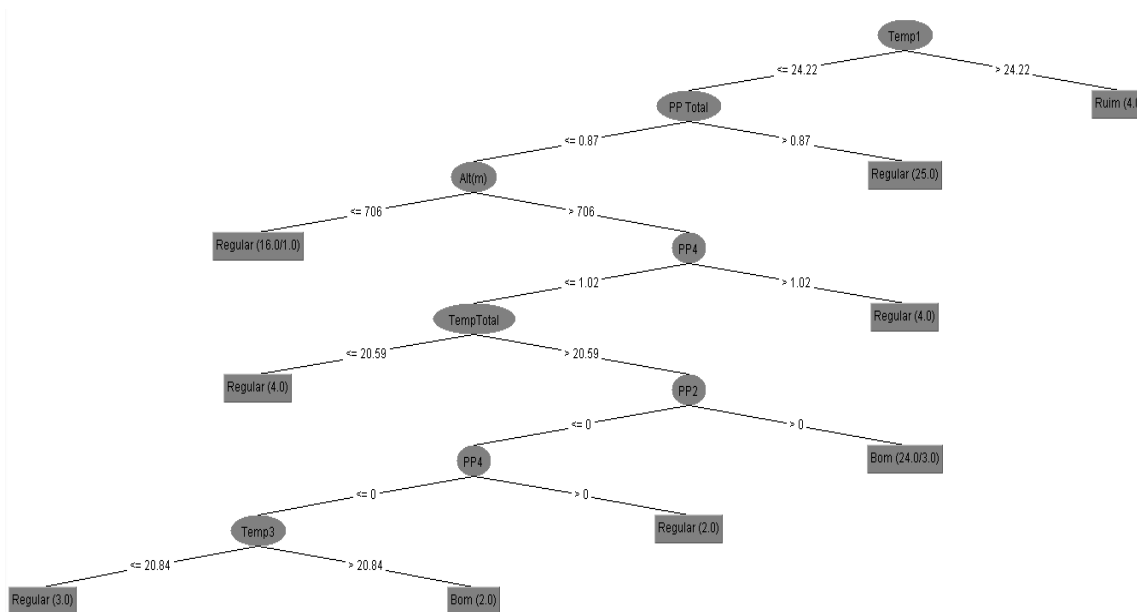 Temp1
<= 24.22
> 24.22
PP Total
Ruim (4.0
<= 0.87
> 0.87
Alt(m)
Regular (25.0)
<= 706
> 706
Regular (16.0/1.0)
PP4
<= 1.02
> 1.02
TempTotal
Regular (4.0)
<= 20.59
> 20.59
Regular (4.0)
PP2
<= 0
> 0
PP4
Bom (24.0/3.0)
<= 0
> 0
Temp3
Regular (2.0)
<= 20.84
> 20.84
Regular (3.0)
Bom (2.0)